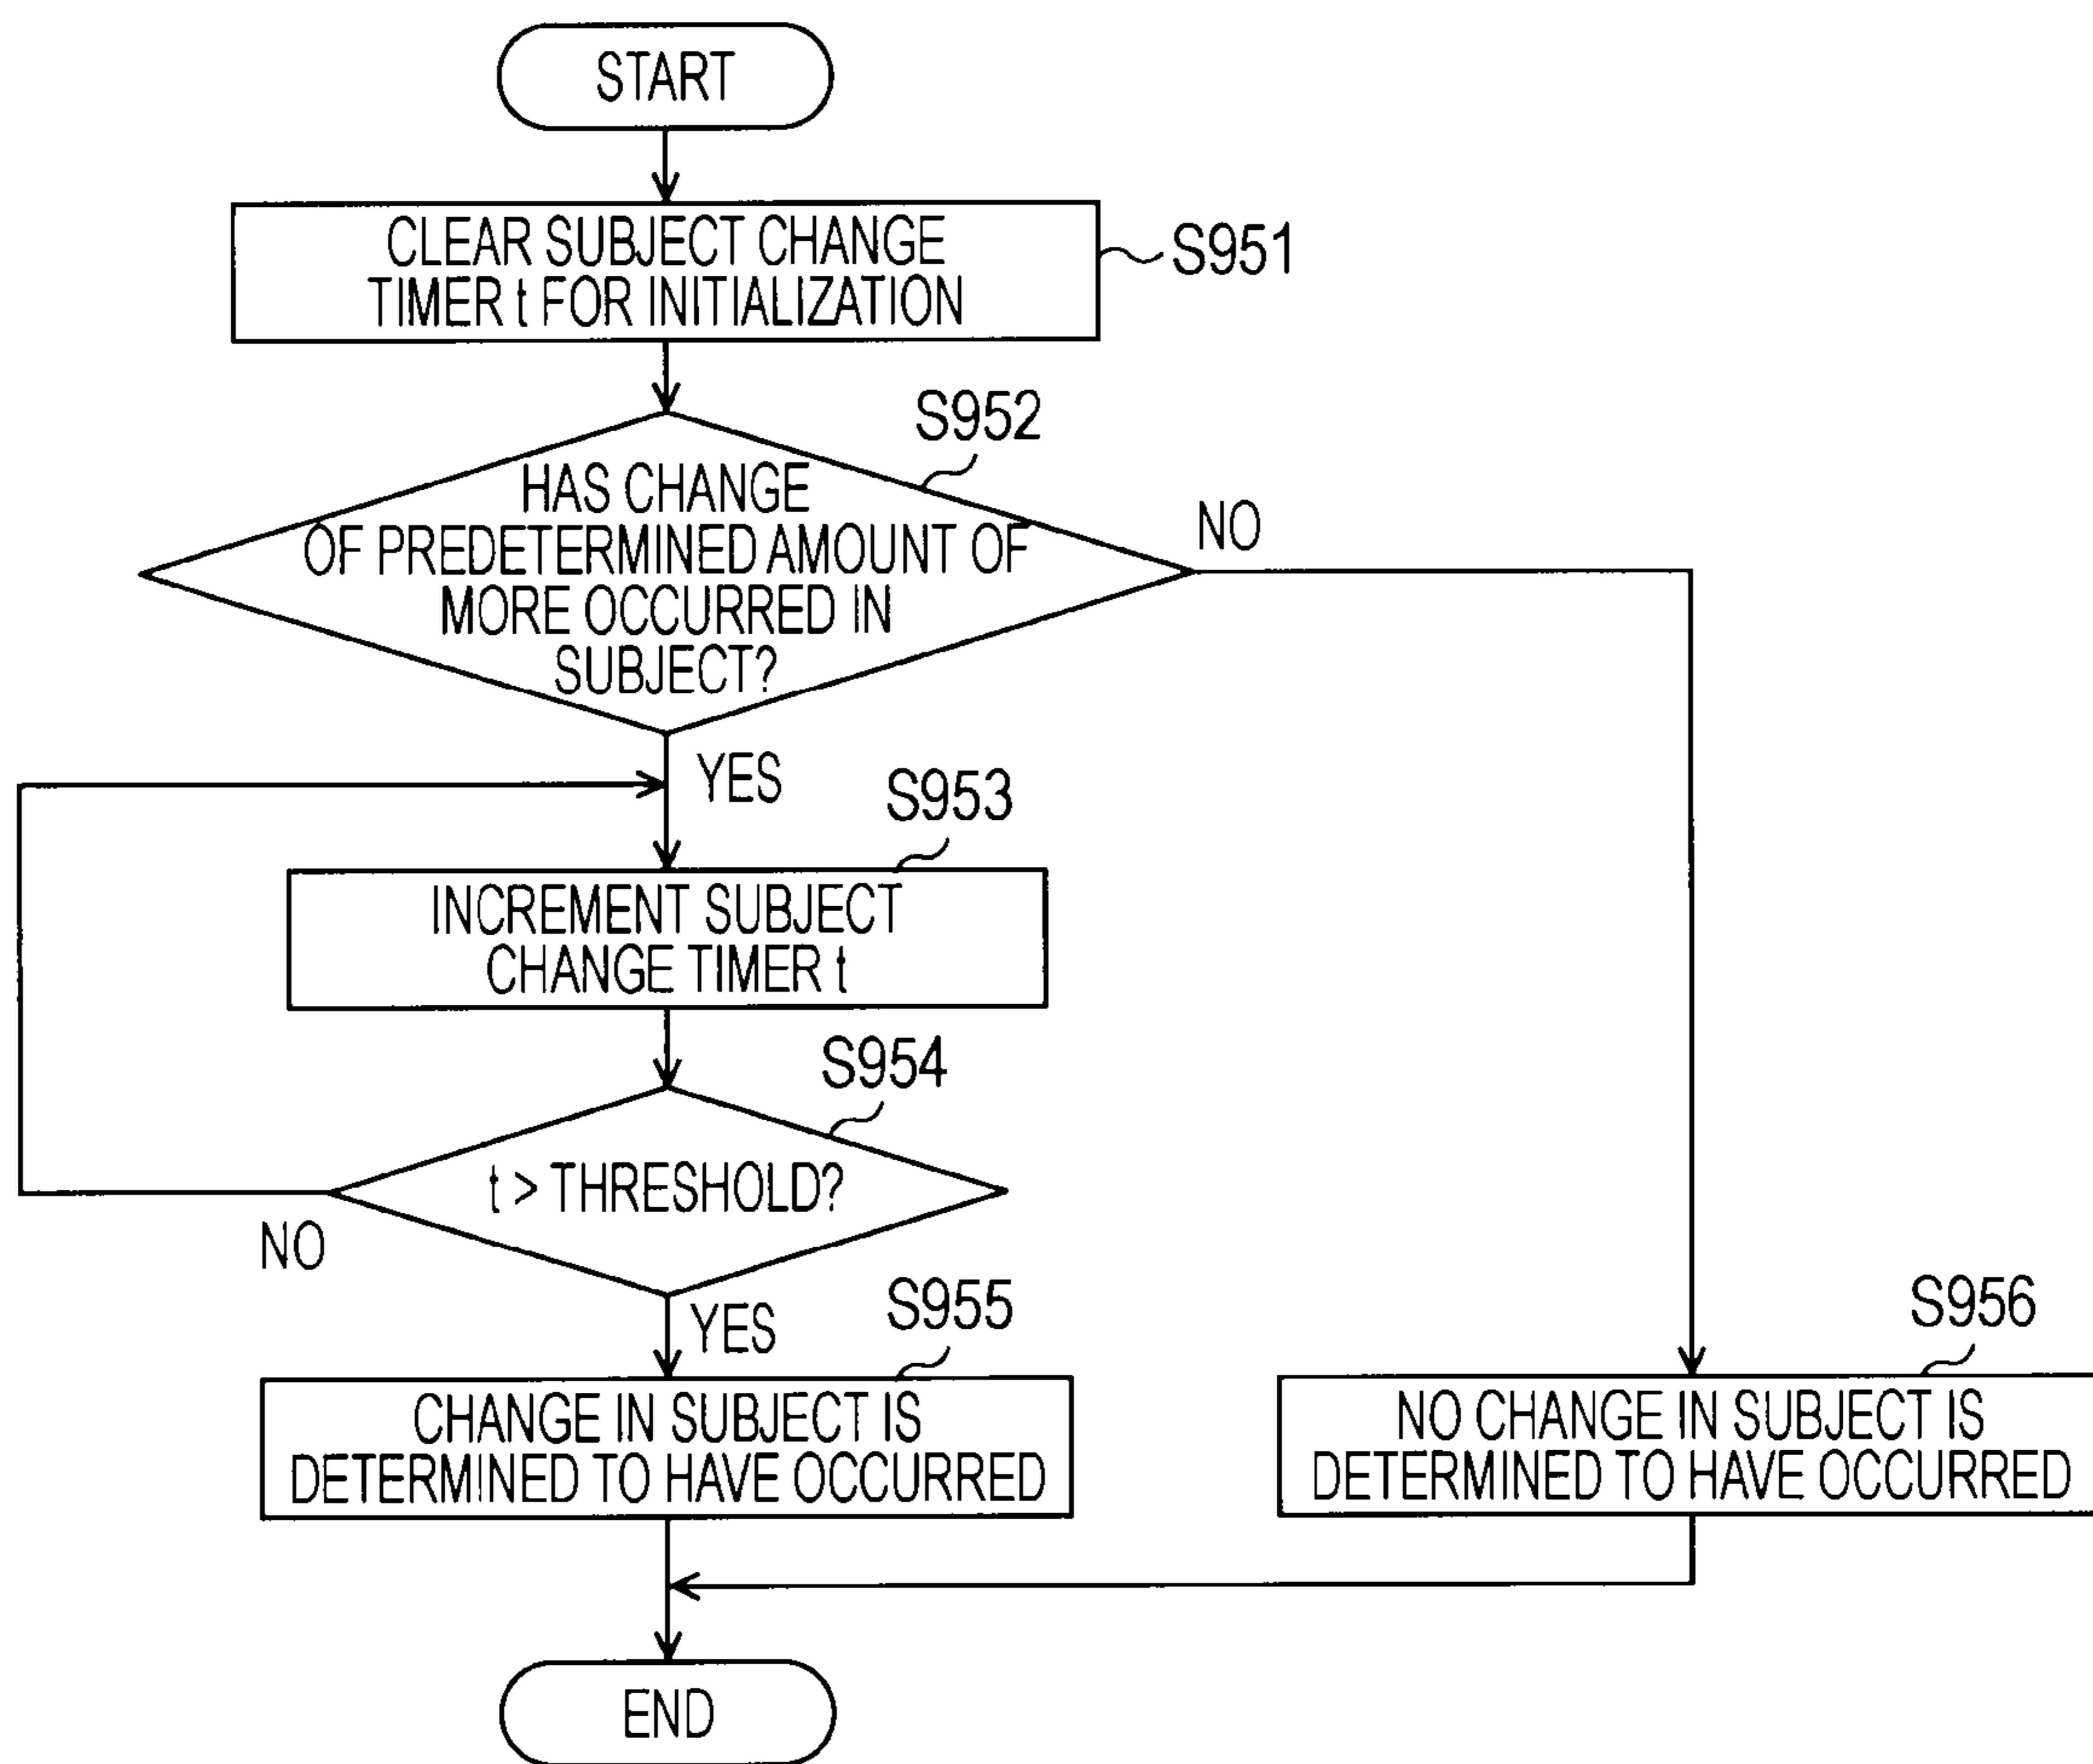 START
CLEAR SUBJECT CHANGE
TIMER t FOR INITIALIZATION
S951
S952
HAS CHANGE
OF PREDETERMINED AMOUNT OF
MORE OCCURRED IN
SUBJECT?
NO
YES
S953
INCREMENT SUBJECT
CHANGE TIMER t
S954
t > THRESHOLD?
NO
YES
S955
CHANGE IN SUBJECT IS
DETERMINED TO HAVE OCCURRED
S956
NO CHANGE IN SUBJECT IS
DETERMINED TO HAVE OCCURRED
END